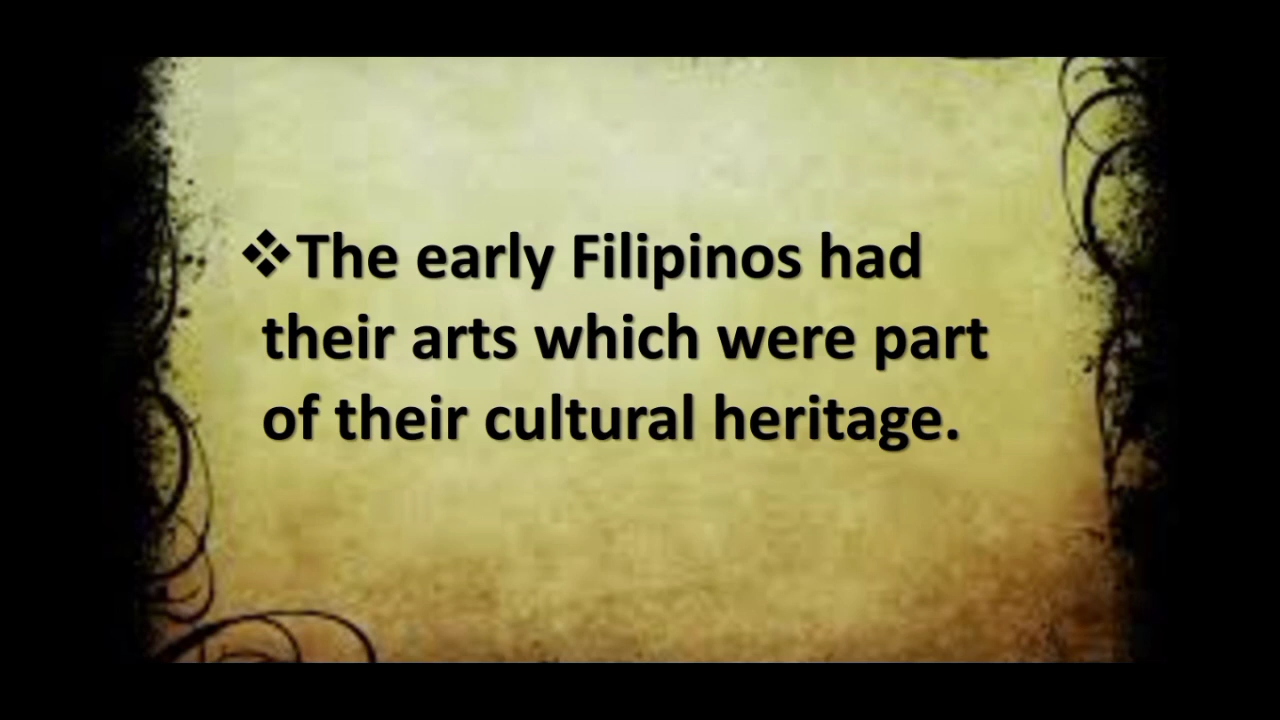 ❖The early Filipinos had
their arts which were part
of their cultural heritage.